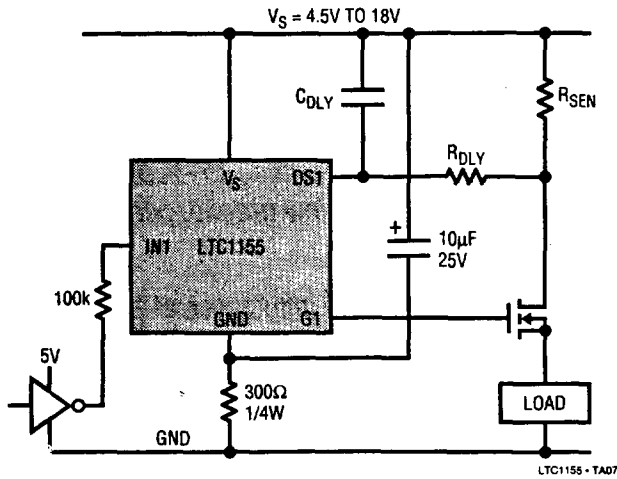 V_S = 4.5V TO 18V
C_DLY
R_SEN
R_DLY
V_S
DS1
IN1
LTC1155
+
10µF
25V
100k
GND
G1
5V
300Ω
1/4W
LOAD
GND
LTC1155 • TA07